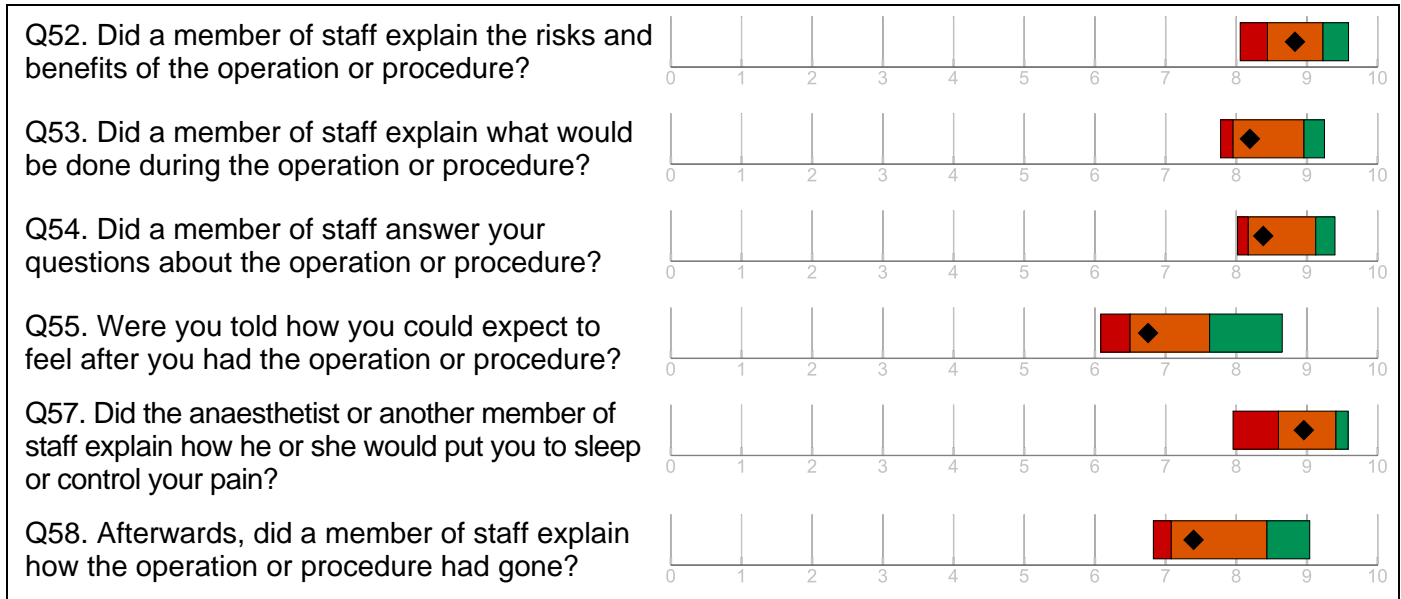 Q52. Did a member of staff explain the risks and
benefits of the operation or procedure?
0 1 2 3 4 5 6 7 8 9 10
Q53. Did a member of staff explain what would
be done during the operation or procedure?
0 1 2 3 4 5 6 7 8 9 10
Q54. Did a member of staff answer your
questions about the operation or procedure?
0 1 2 3 4 5 6 7 8 9 10
Q55. Were you told how you could expect to
feel after you had the operation or procedure?
0 1 2 3 4 5 6 7 8 9 10
Q57. Did the anaesthetist or another member of
staff explain how he or she would put you to sleep
or control your pain?
0 1 2 3 4 5 6 7 8 9 10
Q58. Afterwards, did a member of staff explain
how the operation or procedure had gone?
0 1 2 3 4 5 6 7 8 9 10